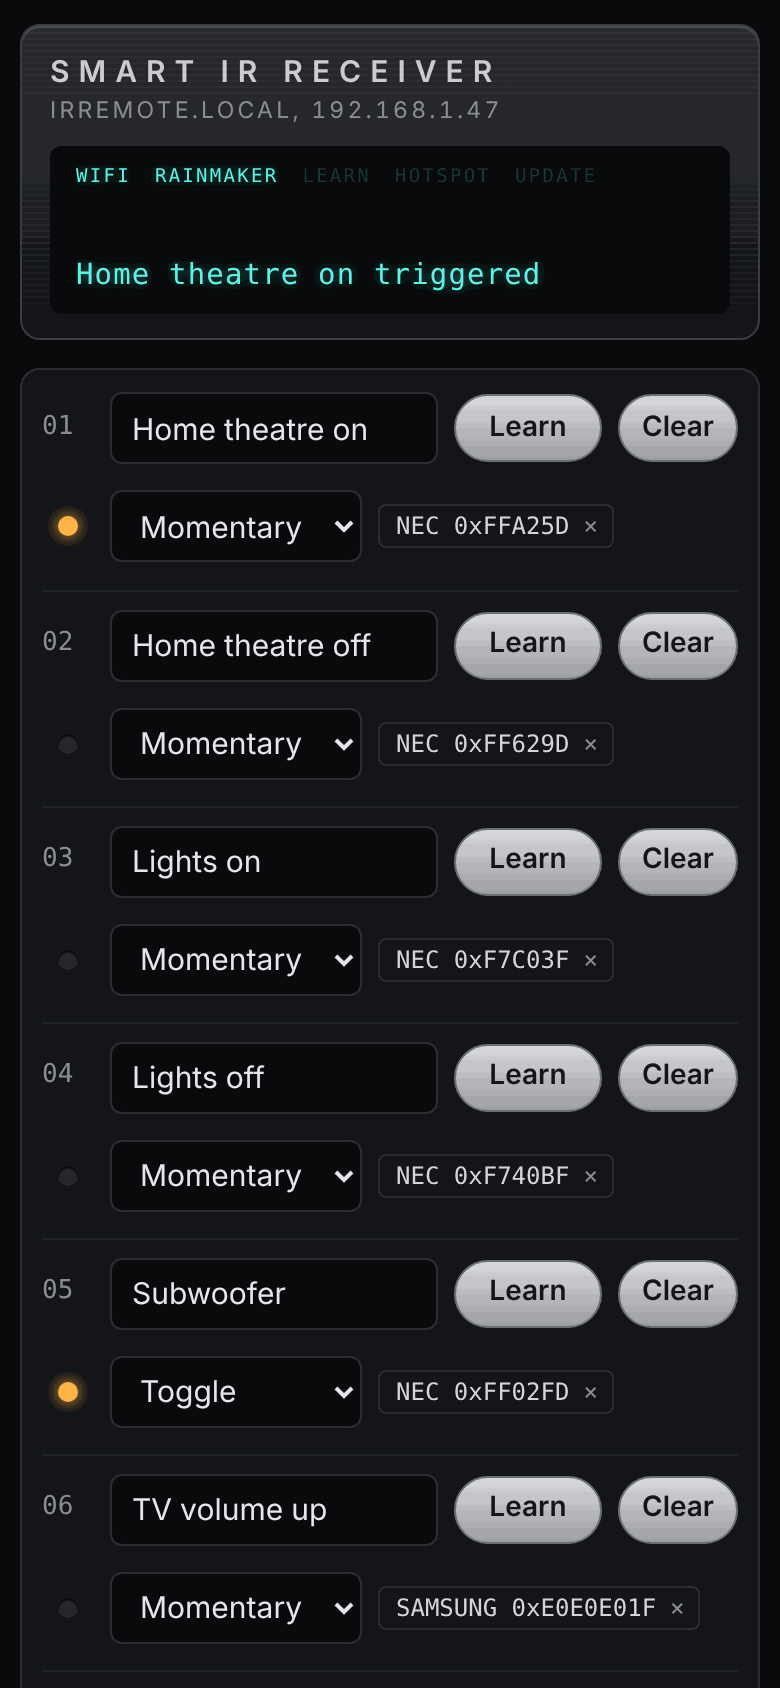 SMART IR RECEIVER
IRREMOTE.LOCAL, 192.168.1.47
WIFI RAINMAKER LEARN HOTSPOT UPDATE
Home theatre on triggered
01 Home theatre on Learn Clear
Momentary NEC 0xFFA25D ×
02 Home theatre off Learn Clear
Momentary NEC 0xFF629D ×
03 Lights on Learn Clear
Momentary NEC 0xF7C03F ×
04 Lights off Learn Clear
Momentary NEC 0xF740BF ×
05 Subwoofer Learn Clear
Toggle NEC 0xFF02FD ×
06 TV volume up Learn Clear
Momentary SAMSUNG 0xE0E0E01F ×